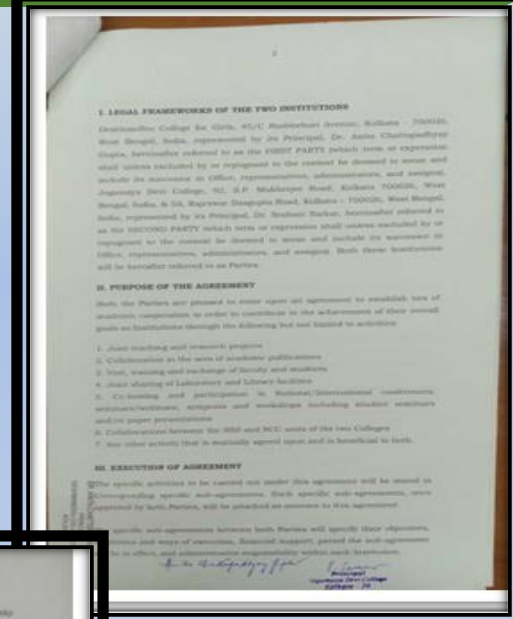 2
I. LEGAL FRAMEWORKS OF THE TWO INSTITUTIONS
Deshbandhu College for Girls, 45/C Rashbehari Avenue, Kolkata - 700026,
West Bengal, India, represented by its Principal, Dr. Anita Chattopadhyay
Gupta, hereinafter referred to as the FIRST PARTY (which term or expression
shall unless excluded by or repugnant to the context be deemed to mean and
include its successors in Office, representatives, administrators, and assigns).
Jogamaya Devi College, 92, S.P. Mukherjee Road, Kolkata 700026, West
Bengal, India, & 5A, Rajeswar Dasgupta Road, Kolkata - 700026, West Bengal,
India, represented by its Principal, Dr. Srabani Sarkar, hereinafter referred to
as the SECOND PARTY (which term or expression shall unless excluded by or
repugnant to the context be deemed to mean and include its successor in
Office, representatives, administrators, and assigns). Both these Institutions
will be hereafter referred to as Parties.
II. PURPOSE OF THE AGREEMENT
Both the Parties are pleased to enter upon an agreement to establish ties of
academic cooperation in order to contribute to the achievement of their overall
goals as Institutions through the following but not limited to activities:
1. Joint teaching and research projects
2. Collaboration in the area of academic publications
3. Visit, training and exchange of faculty and students
4. Joint sharing of Laboratory and Library facilities
5. Co-hosting and participation in National/International conferences,
seminars/webinars, symposia and workshops including student seminars
and/or paper presentations.
6. Collaborations between the NSS and NCC units of the two Colleges
7. Any other activity that is mutually agreed upon and is beneficial to both.
III. EXECUTION OF AGREEMENT
The specific activities to be carried out under this agreement will be stated in
corresponding specific sub-agreements. Such specific sub-agreements, once
approved by both Parties, will be attached as annexes to this agreement.
specific sub-agreements between both Parties will specify their objectives,
and ways of execution, financial support, period the sub-agreement
be in effect, and administrative responsibility within each Institution.
Principal
Jogamaya Devi College
Kolkata - 26